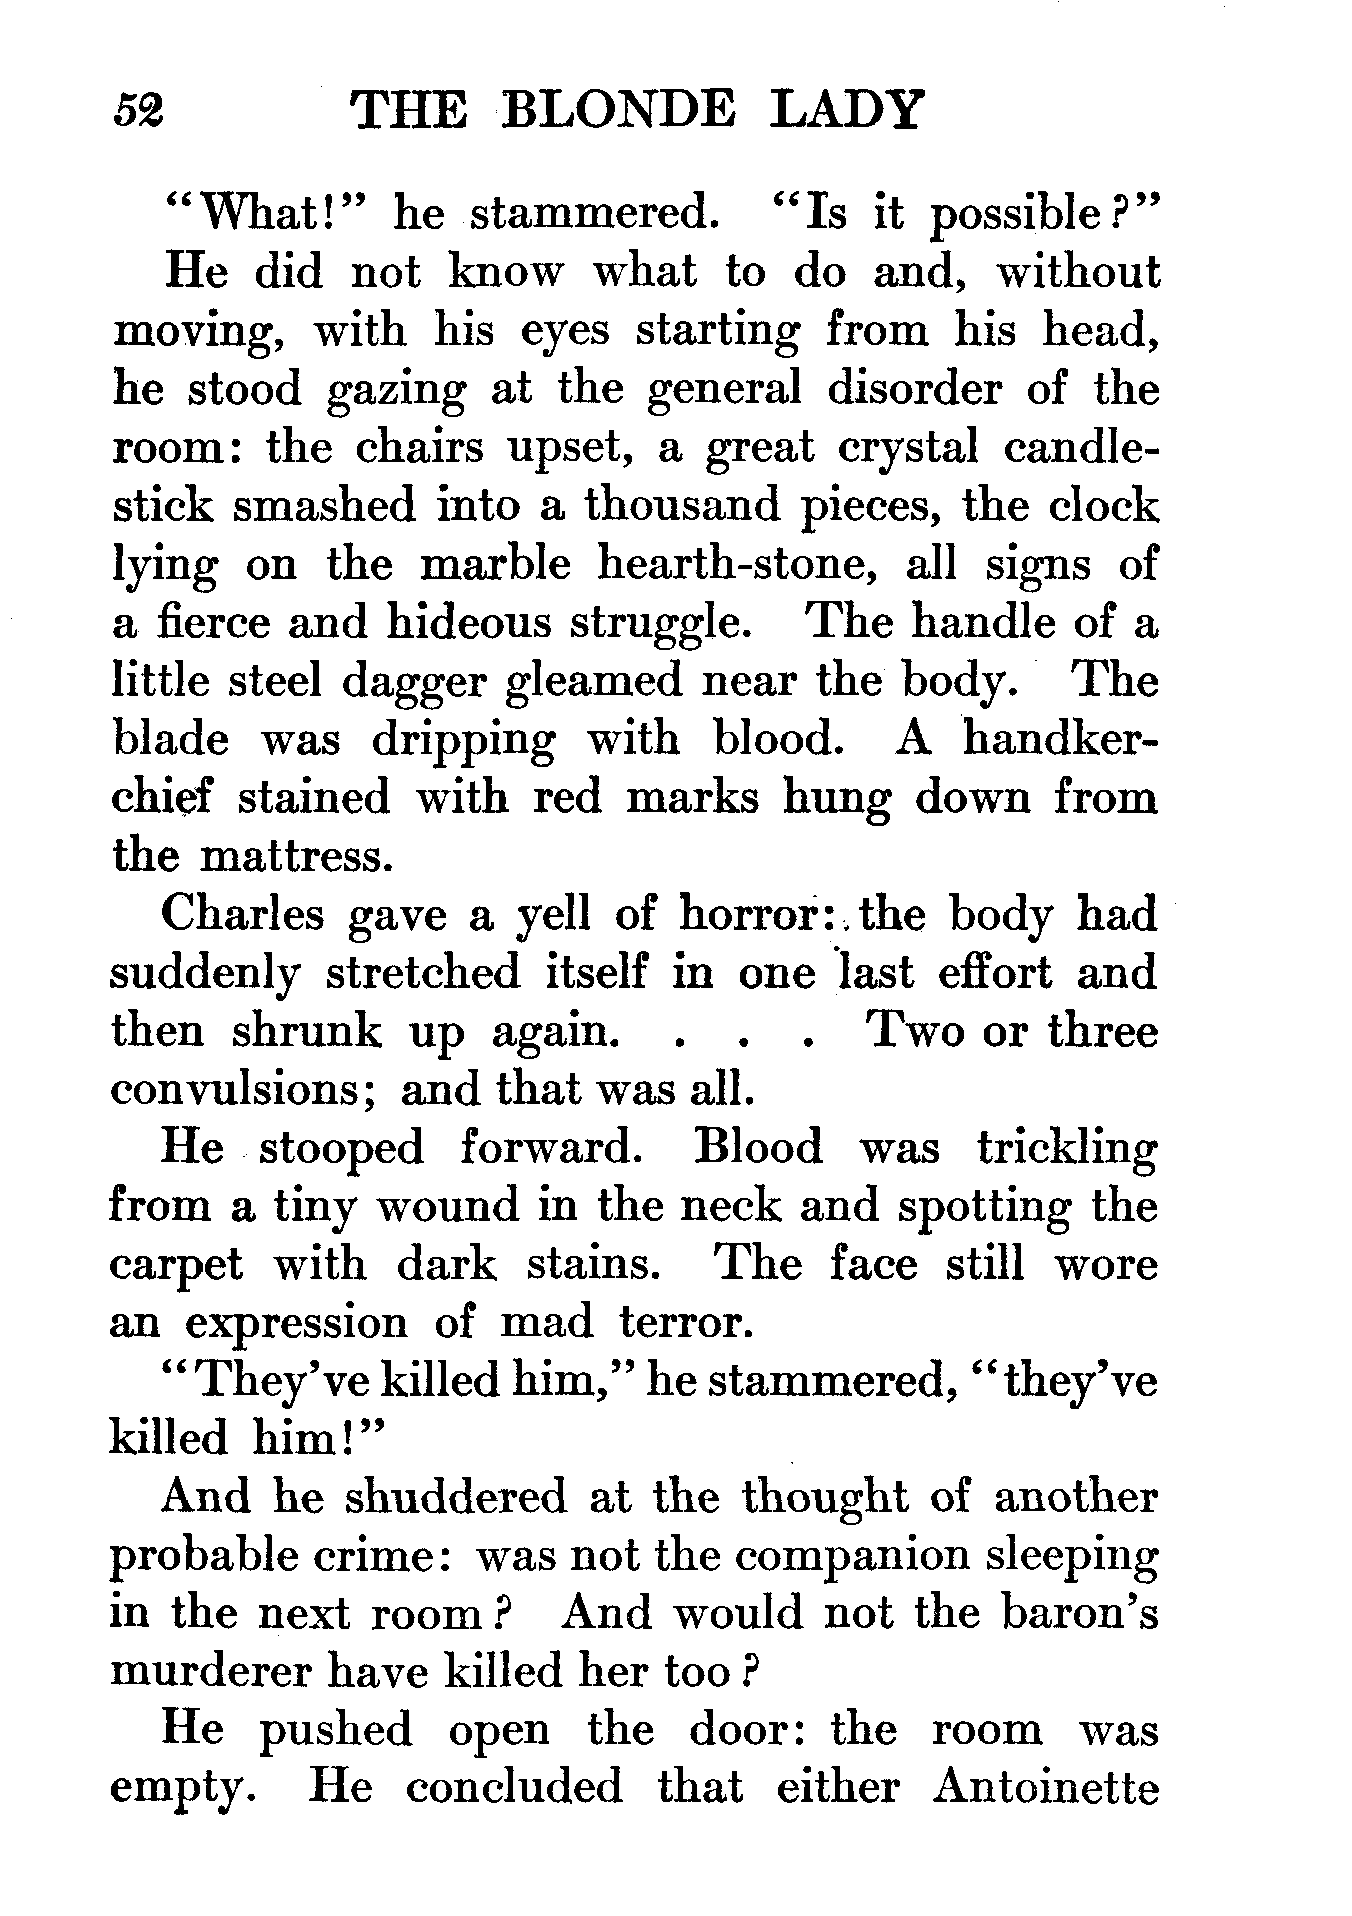 52 THE BLONDE LADY
“What!” he stammered. “Is it possible?”
He did not know what to do and, without
moving, with his eyes starting from his head,
he stood gazing at the general disorder of the
room: the chairs upset, a great crystal candle-
stick smashed into a thousand pieces, the clock
lying on the marble hearth-stone, all signs of
a fierce and hideous struggle. The handle of a
little steel dagger gleamed near the body. The
blade was dripping with blood. A handker-
chief stained with red marks hung down from
the mattress.
Charles gave a yell of horror: the body had
suddenly stretched itself in one last effort and
then shrunk up again. . . . Two or three
convulsions; and that was all.
He stooped forward. Blood was trickling
from a tiny wound in the neck and spotting the
carpet with dark stains. The face still wore
an expression of mad terror.
“They’ve killed him,” he stammered, “they’ve
killed him!”
And he shuddered at the thought of another
probable crime: was not the companion sleeping
in the next room? And would not the baron’s
murderer have killed her too?
He pushed open the door: the room was
empty. He concluded that either Antoinette